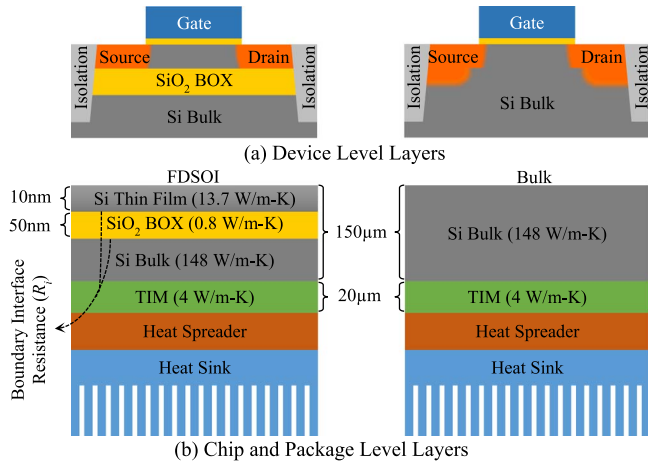 Gate
Gate
Isolation
Source
Drain
Isolation
Isolation
Source
Drain
Isolation
SiO2 BOX
Si Bulk
Si Bulk
(a) Device Level Layers
FDSOI
Bulk
10nm
Si Thin Film (13.7 W/m-K)
50nm
SiO2 BOX (0.8 W/m-K)
150µm
Si Bulk (148 W/m-K)
Si Bulk (148 W/m-K)
TIM (4 W/m-K)
20µm
TIM (4 W/m-K)
Boundary Interface
Resistance (Ri)
Heat Spreader
Heat Spreader
Heat Sink
Heat Sink
(b) Chip and Package Level Layers